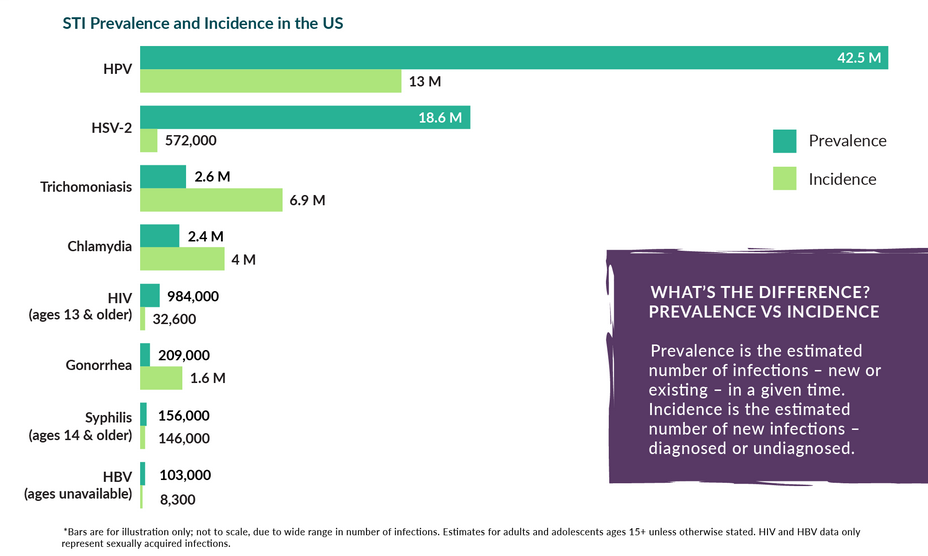 STI Prevalence and Incidence in the US
HPV
42.5 M
13 M
HSV-2
18.6 M
572,000
Trichomoniasis
2.6 M
6.9 M
Chlamydia
2.4 M
4 M
HIV
(ages 13 & older)
984,000
32,600
Gonorrhea
209,000
1.6 M
Syphilis
(ages 14 & older)
156,000
146,000
HBV
(ages unavailable)
103,000
8,300
Prevalence
Incidence
WHAT'S THE DIFFERENCE?
PREVALENCE VS INCIDENCE
Prevalence is the estimated
number of infections – new or
existing – in a given time.
Incidence is the estimated
number of new infections –
diagnosed or undiagnosed.
*Bars are for illustration only; not to scale, due to wide range in number of infections. Estimates for adults and adolescents ages 15+ unless otherwise stated. HIV and HBV data only
represent sexually acquired infections.